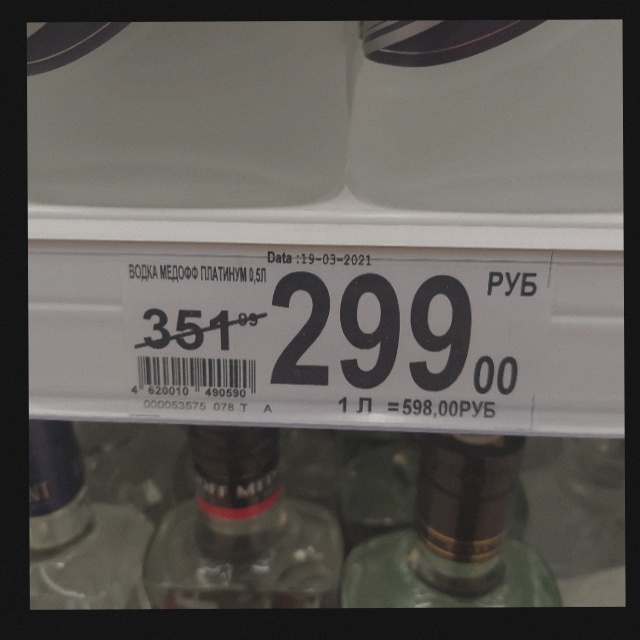 Data :19-03-2021
ВОДКА МЕДОФФ ПЛАТИНУМ 0,5Л
351
299 00 РУБ
4 620010 490590
000053575 078 Т А
1 Л =598,00РУБ